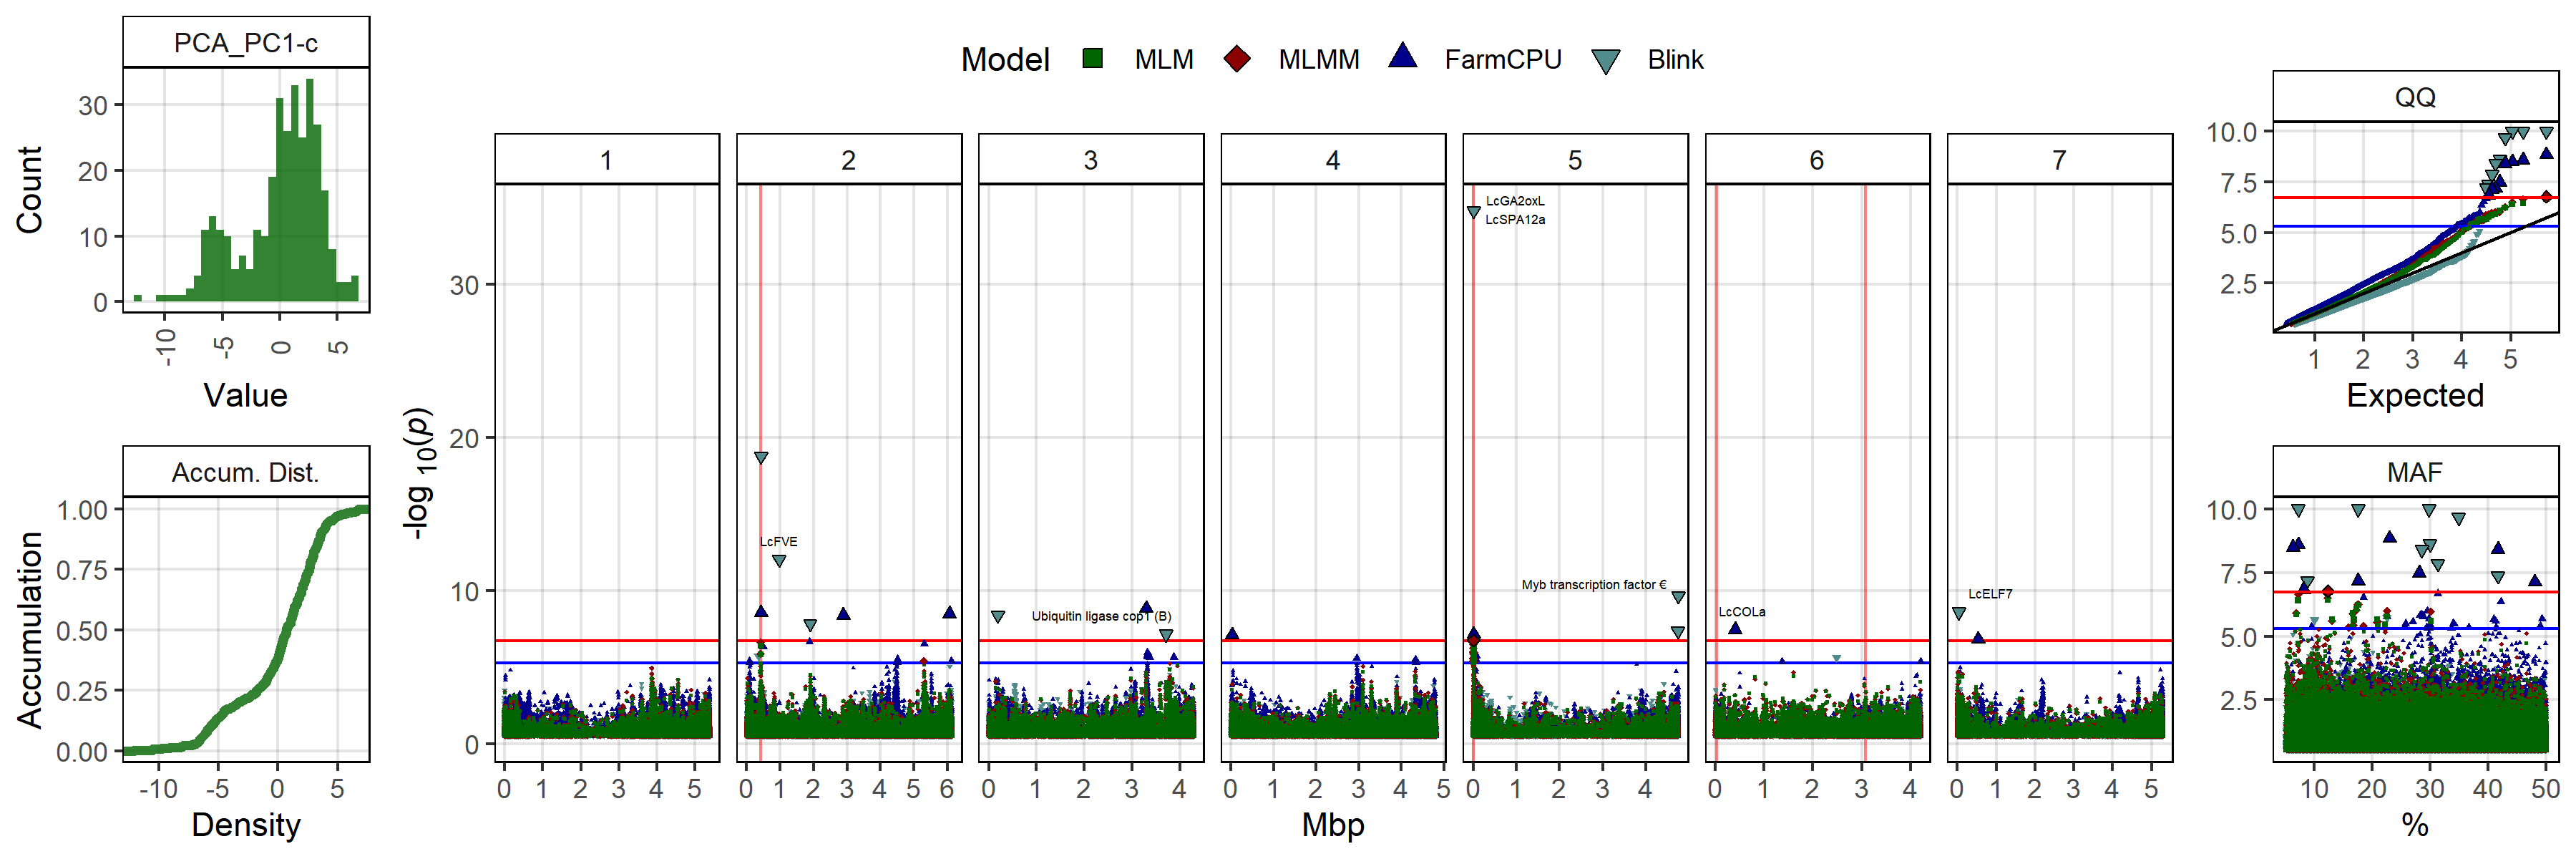 PCA_PC1-c
Count
30
20
10
0
-10
-5
0
5
Value
Accum. Dist.
Accumulation
1.00
0.75
0.50
0.25
0.00
-10
-5
0
5
Density
Model MLM MLMM FarmCPU Blink
-log 10(p)
30
20
10
0
1
2
3
4
5
6
7
LcFVE
Ubiquitin ligase cop1 (B)
LcGA2oxL
LcSPA12a
Myb transcription factor €
LcCOLa
LcELF7
0 1 2 3 4 5
0 1 2 3 4 5 6
0 1 2 3 4
0 1 2 3 4 5
0 1 2 3 4
0 1 2 3 4
0 1 2 3 4 5
Mbp
QQ
10.0
7.5
5.0
2.5
1 2 3 4 5
Expected
MAF
10.0
7.5
5.0
2.5
10 20 30 40 50
%